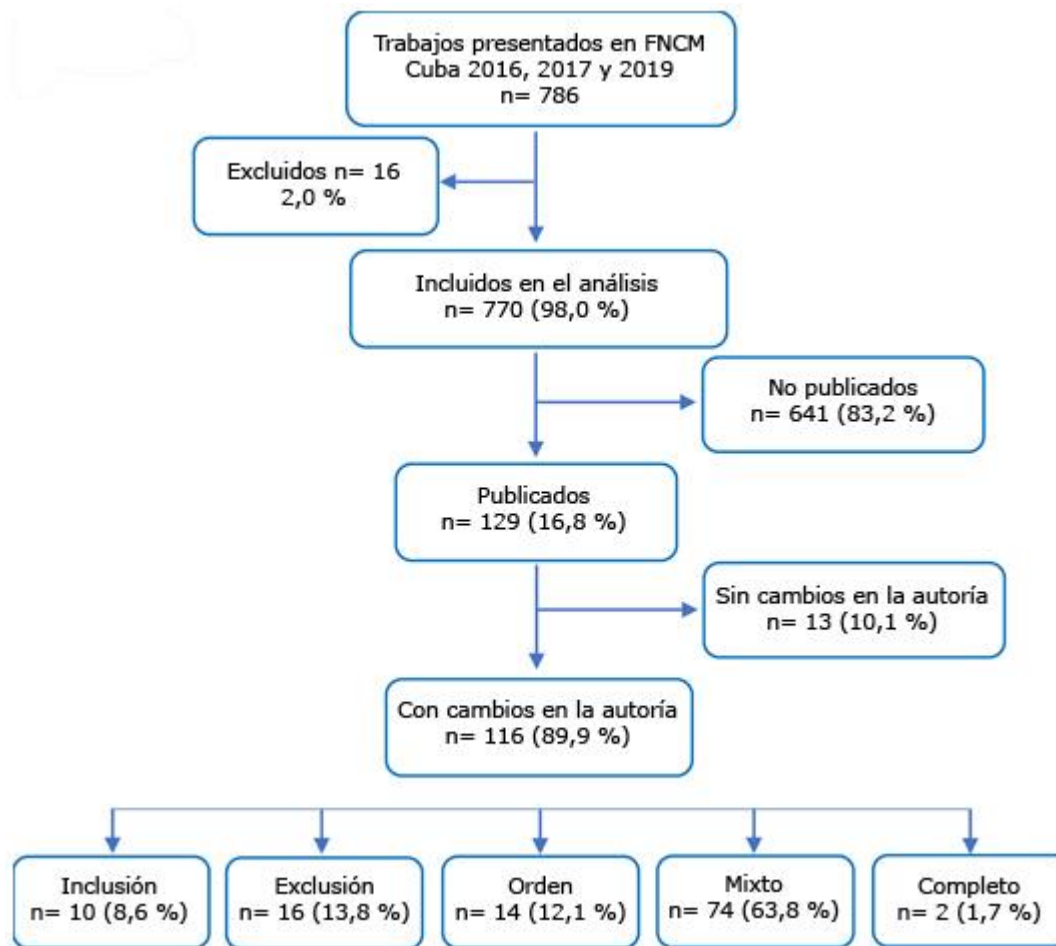 Trabajos presentados en FNCM
Cuba 2016, 2017 y 2019
n= 786
Excluidos n= 16
2,0 %
Incluidos en el análisis
n= 770 (98,0 %)
No publicados
n= 641 (83,2 %)
Publicados
n= 129 (16,8 %)
Sin cambios en la autoría
n= 13 (10,1 %)
Con cambios en la autoría
n= 116 (89,9 %)
Inclusión
n= 10 (8,6 %)
Exclusión
n= 16 (13,8 %)
Orden
n= 14 (12,1 %)
Mixto
n= 74 (63,8 %)
Completo
n= 2 (1,7 %)